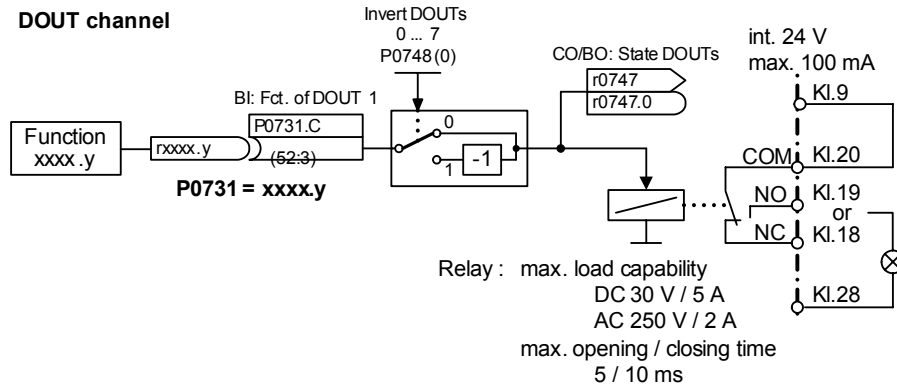 DOUT channel
Invert DOUTs
0 ... 7
P0748(0)
CO/BO: State DOUTs
r0747
r0747.0
int. 24 V
max. 100 mA
Kl.9
BI: Fct. of DOUT 1
P0731.C
(52:3)
Function
xxxx.y
rxxxx.y
P0731 = xxxx.y
0
1
-1
COM
Kl.20
NO
Kl.19
or
NC
Kl.18
Kl.28
Relay : max. load capability
DC 30 V / 5 A
AC 250 V / 2 A
max. opening / closing time
5 / 10 ms